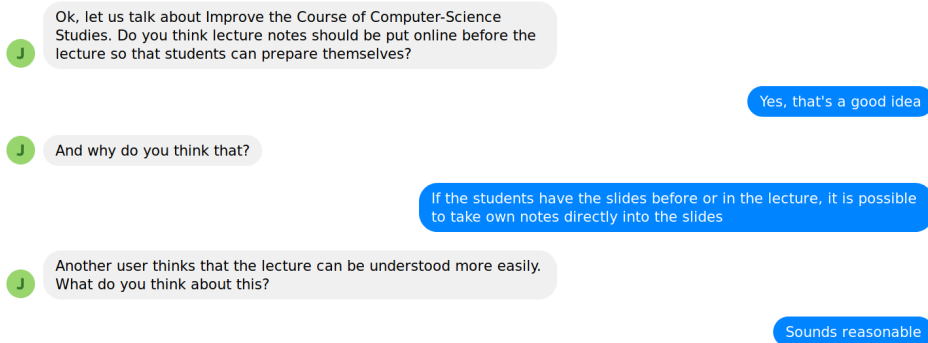 Ok, let us talk about Improve the Course of Computer-Science
Studies. Do you think lecture notes should be put online before the
lecture so that students can prepare themselves?
J
Yes, that's a good idea
J
And why do you think that?
If the students have the slides before or in the lecture, it is possible
to take own notes directly into the slides
Another user thinks that the lecture can be understood more easily.
What do you think about this?
J
Sounds reasonable